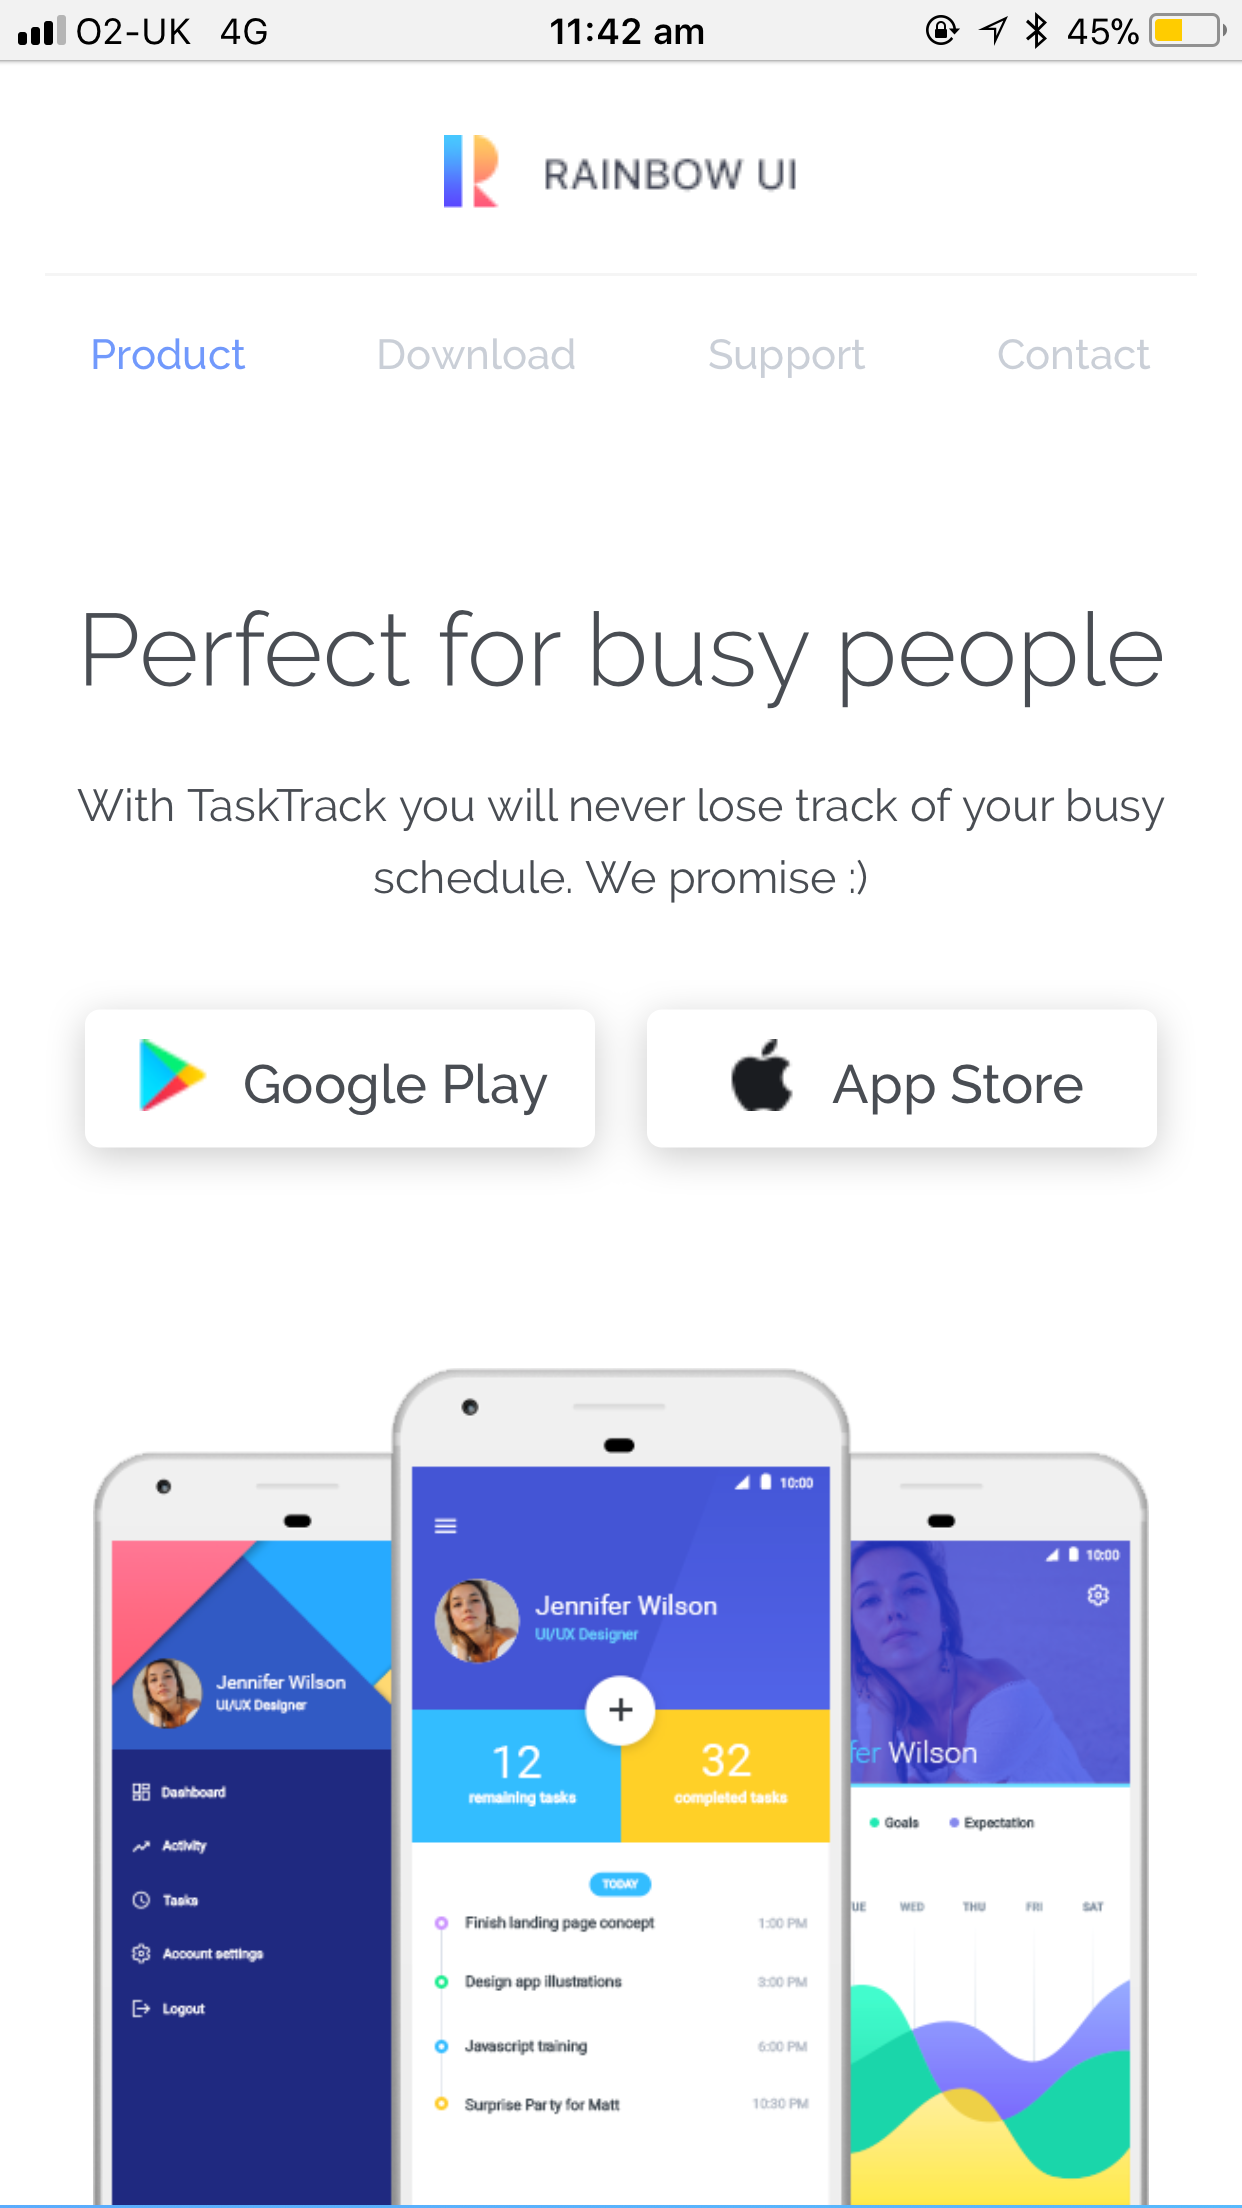 O2-UK 4G 11:42 am 45%
RAINBOW UI
Product Download Support Contact
Perfect for busy people
With TaskTrack you will never lose track of your busy
schedule. We promise :)
Google Play App Store
10:00
Jennifer Wilson
UI/UX Designer
Dashboard
Activity
Tasks
Account settings
Logout
Jennifer Wilson
UI/UX Designer
+
12
remaining tasks
32
completed tasks
TODAY
Finish landing page concept 1:00 PM
Design app illustrations 3:00 PM
Javascript training 6:00 PM
Surprise Party for Matt 10:30 PM
10:00
fer Wilson
Goals Expectation
UE WED THU FRI SAT